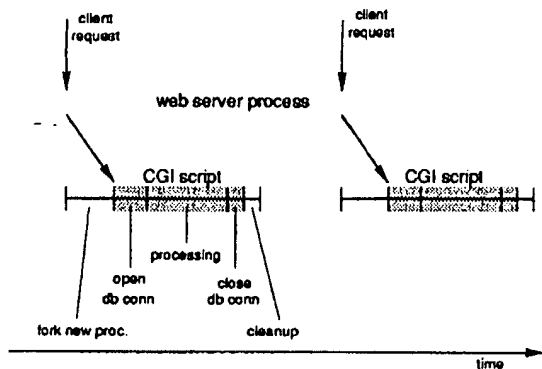 client
request
client
request
web server process
CGI script
CGI script
processing
open
db conn
close
db conn
fork new proc.
cleanup
time